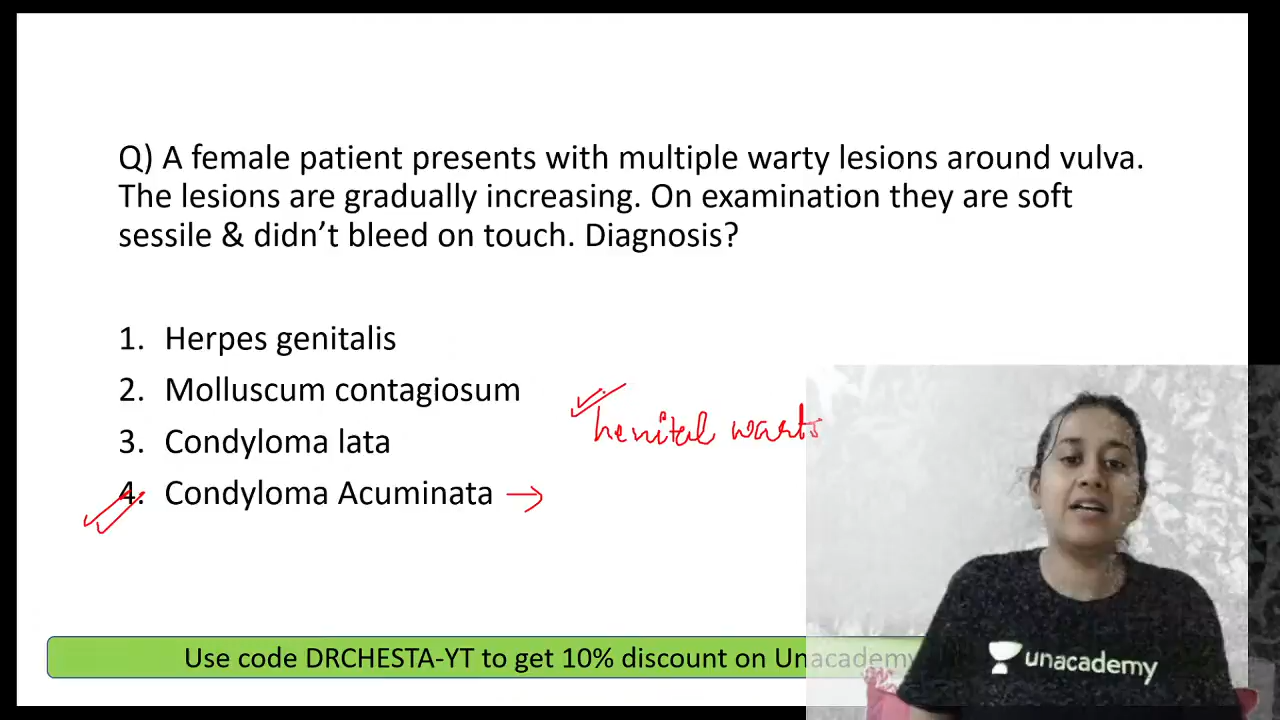 Q) A female patient presents with multiple warty lesions around vulva.
The lesions are gradually increasing. On examination they are soft
sessile & didn't bleed on touch. Diagnosis?
1. Herpes genitalis
2. Molluscum contagiosum
3. Condyloma lata
4. Condyloma Acuminata →
Genital warts
Use code DRCHESTA-YT to get 10% discount on Unacademy
unacademy